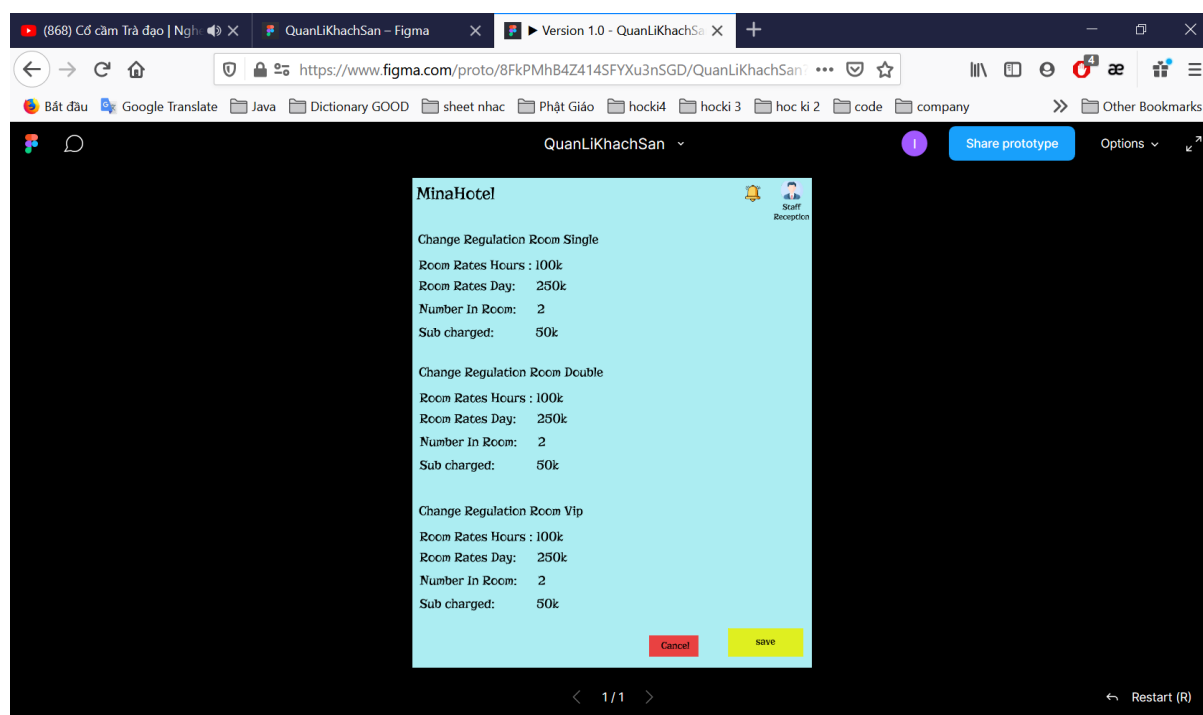 (868) Cổ cầm Trà đạo | Ngh
QuanLiKhachSan – Figma
Version 1.0 - QuanLiKhachSa
https://www.figma.com/proto/8FkPMhB4Z414SFYXu3nSGD/QuanLiKhachSan
4
Bắt đầu Google Translate Java Dictionary GOOD sheet nhac Phật Giáo hocki4 hocki 3 hoc ki 2 code company Other Bookmarks
QuanLiKhachSan
I
Share prototype
Options
MinaHotel
Staff
Reception
Change Regulation Room Single
Room Rates Hours : 100k
Room Rates Day: 250k
Number In Room: 2
Sub charged: 50k
Change Regulation Room Double
Room Rates Hours : 100k
Room Rates Day: 250k
Number In Room: 2
Sub charged: 50k
Change Regulation Room Vip
Room Rates Hours : 100k
Room Rates Day: 250k
Number In Room: 2
Sub charged: 50k
Cancel
save
1/1
Restart (R)